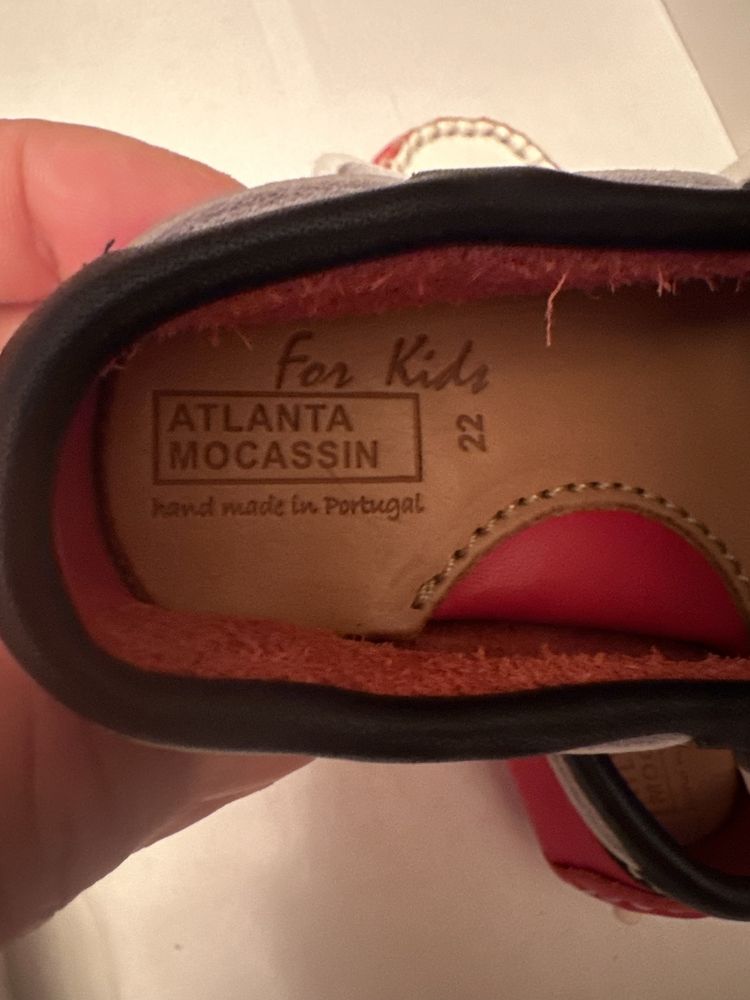 For Kids
ATLANTA
MOCASSIN
22
hand made in Portugal